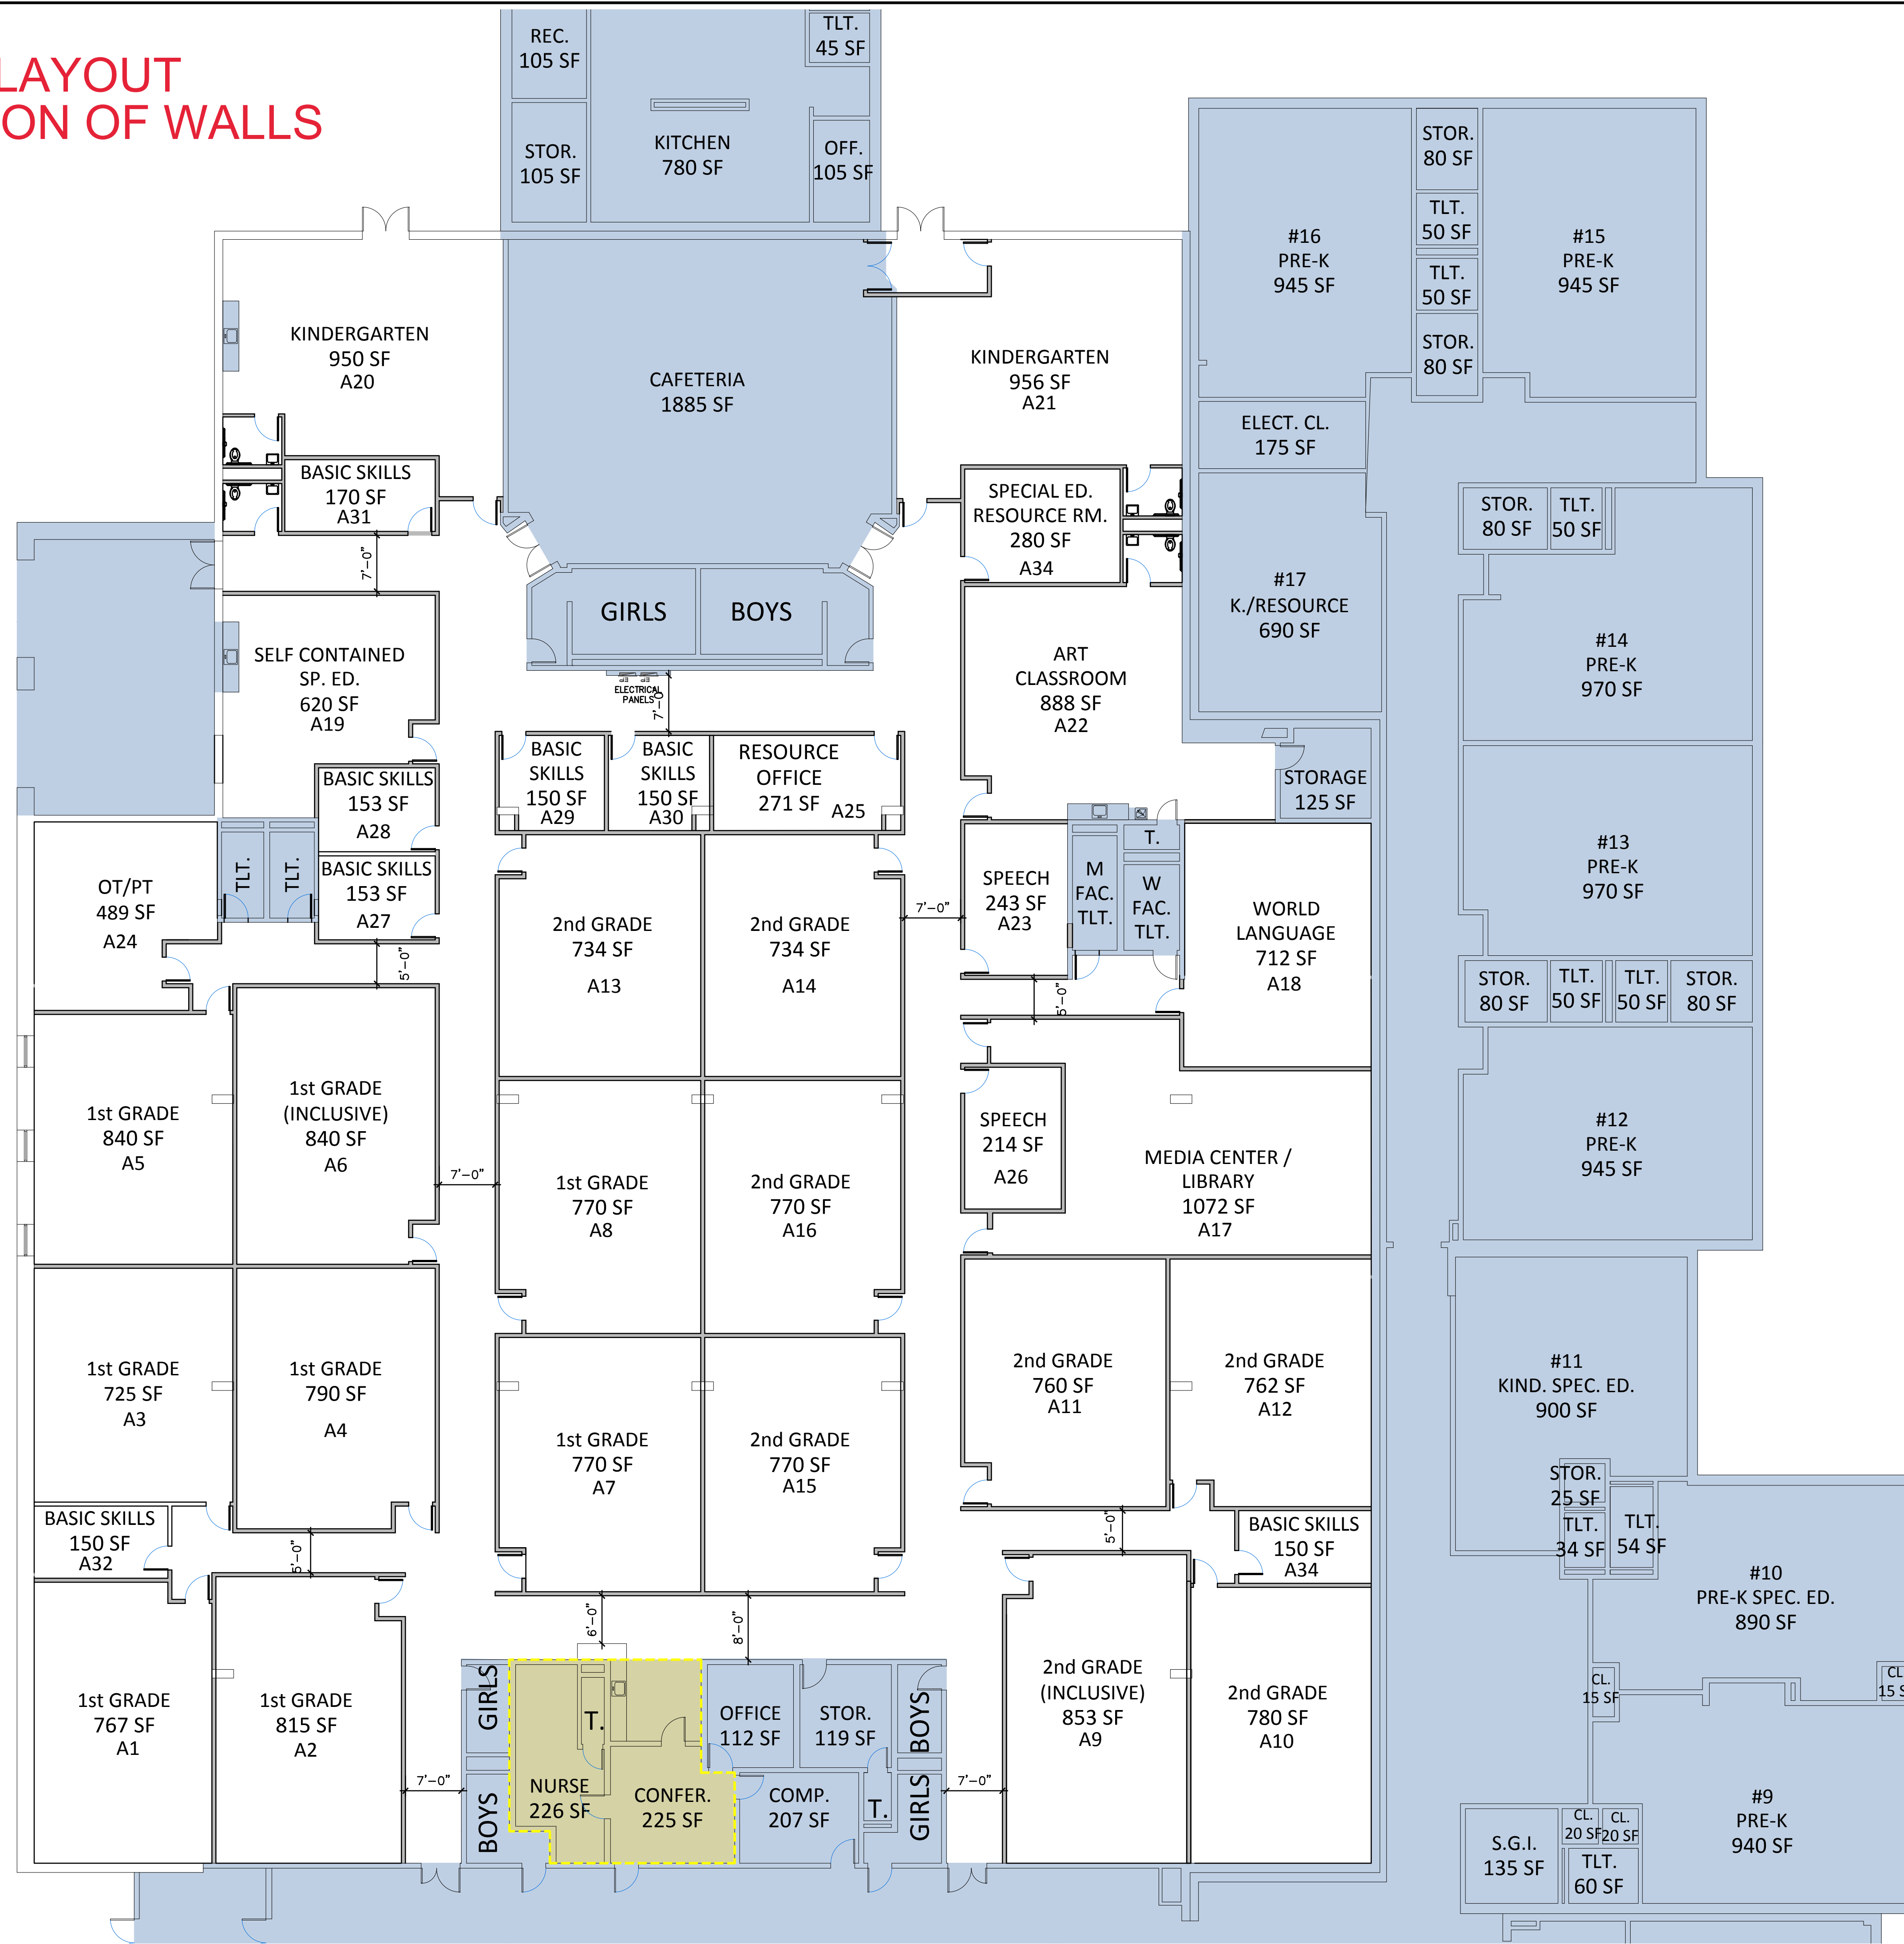 LAYOUT
ON OF WALLS
REC.
105 SF
TLT.
45 SF
STOR.
105 SF
KITCHEN
780 SF
OFF.
105 SF
#16
PRE-K
945 SF
STOR.
80 SF
TLT.
50 SF
TLT.
50 SF
STOR.
80 SF
#15
PRE-K
945 SF
KINDERGARTEN
950 SF
A20
CAFETERIA
1885 SF
KINDERGARTEN
956 SF
A21
ELECT. CL.
175 SF
BASIC SKILLS
170 SF
A31
7'-0"
SPECIAL ED.
RESOURCE RM.
280 SF
A34
STOR.
80 SF
TLT.
50 SF
GIRLS
BOYS
#17
K./RESOURCE
690 SF
#14
PRE-K
970 SF
SELF CONTAINED
SP. ED.
620 SF
A19
ELECTRICAL
PANELS
7'-0"
ART
CLASSROOM
888 SF
A22
BASIC SKILLS
153 SF
A28
BASIC
SKILLS
150 SF
A29
BASIC
SKILLS
150 SF
A30
RESOURCE
OFFICE
271 SF
A25
STORAGE
125 SF
#13
PRE-K
970 SF
OT/PT
489 SF
A24
TLT.
TLT.
BASIC SKILLS
153 SF
A27
5'-0"
2nd GRADE
734 SF
A13
2nd GRADE
734 SF
A14
7'-0"
SPEECH
243 SF
A23
M
FAC.
TLT.
T.
W
FAC.
TLT.
WORLD
LANGUAGE
712 SF
A18
5'-0"
STOR.
80 SF
TLT.
50 SF
TLT.
50 SF
STOR.
80 SF
1st GRADE
840 SF
A5
1st GRADE
(INCLUSIVE)
840 SF
A6
7'-0"
1st GRADE
770 SF
A8
2nd GRADE
770 SF
A16
SPEECH
214 SF
A26
MEDIA CENTER /
LIBRARY
1072 SF
A17
#12
PRE-K
945 SF
1st GRADE
725 SF
A3
1st GRADE
790 SF
A4
1st GRADE
770 SF
A7
2nd GRADE
770 SF
A15
2nd GRADE
760 SF
A11
2nd GRADE
762 SF
A12
#11
KIND. SPEC. ED.
900 SF
STOR.
25 SF
TLT.
34 SF
TLT.
54 SF
BASIC SKILLS
150 SF
A32
5'-0"
5'-0"
BASIC SKILLS
150 SF
A34
#10
PRE-K SPEC. ED.
890 SF
6'-0"
8'-0"
1st GRADE
767 SF
A1
1st GRADE
815 SF
A2
7'-0"
GIRLS
BOYS
T.
NURSE
226 SF
CONFER.
225 SF
OFFICE
112 SF
STOR.
119 SF
COMP.
207 SF
T.
BOYS
GIRLS
7'-0"
2nd GRADE
(INCLUSIVE)
853 SF
A9
2nd GRADE
780 SF
A10
CL.
15 SF
CL
15 S
#9
PRE-K
940 SF
S.G.I.
135 SF
CL.
20 SF
CL.
20 SF
TLT.
60 SF